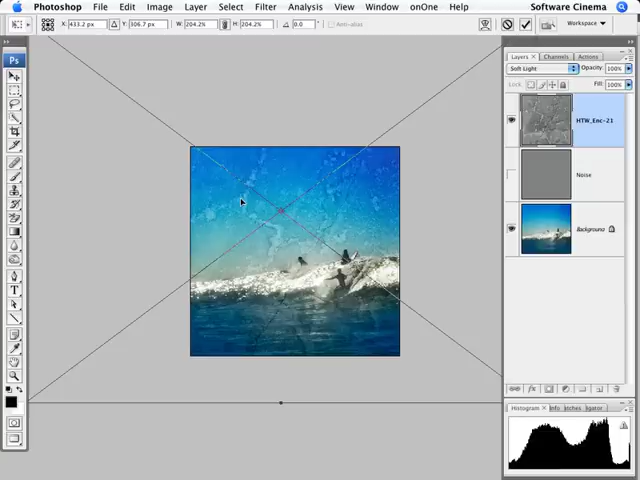 Photoshop File Edit Image Layer Select Filter Analysis View Window onOne Help Software Cinema
X: 433.2 px Y: 306.7 px W: 204.2% H: 204.2% 0.0 ° Anti-alias Workspace
Ps
Layers × Channels Actions
Soft Light Opacity: 100%
Lock: Fill: 100%
HTW_Enc-21
Noise
Background
Histogram × Info